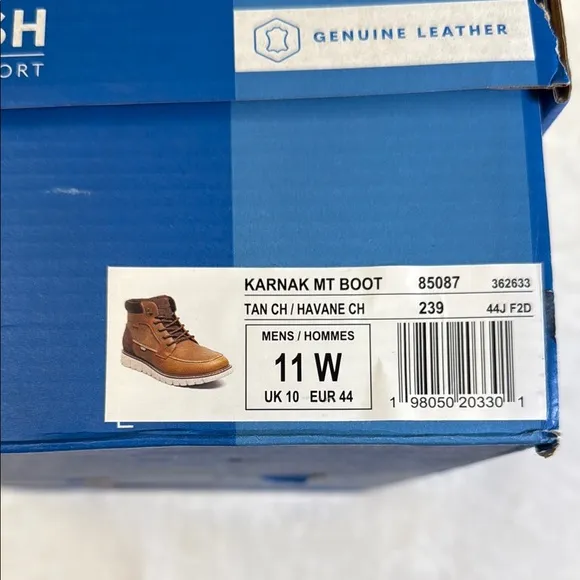 SH
ORT
GENUINE LEATHER
KARNAK MT BOOT 85087 362633
TAN CH / HAVANE CH 239 44J F2D
MENS / HOMMES
11 W
UK 10 EUR 44
1 98050 20330 1